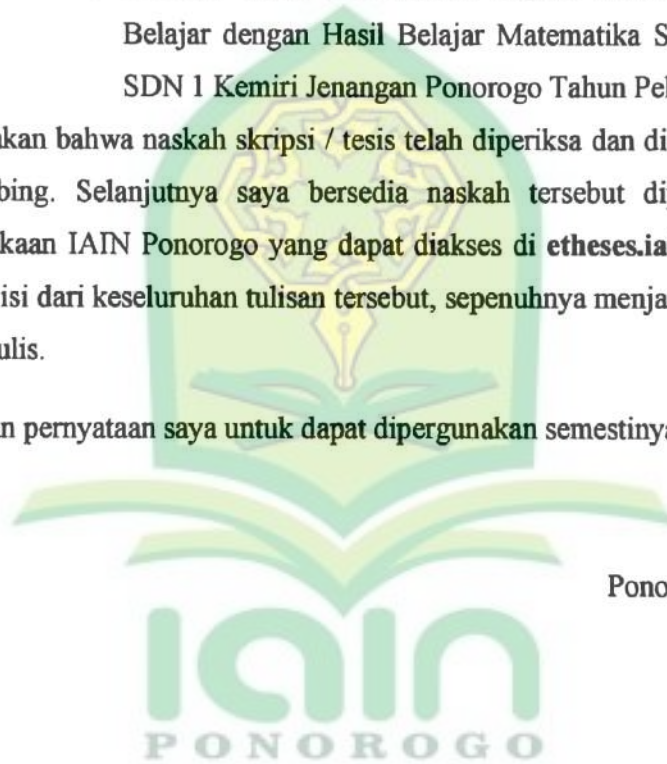 Belajar dengan Hasil Belajar Matematika S
SDN 1 Kemiri Jenangan Ponorogo Tahun Pel
akan bahwa naskah skripsi / tesis telah diperiksa dan di
bing. Selanjutnya saya bersedia naskah tersebut di
kaan IAIN Ponorogo yang dapat diakses di etheses.ia
isi dari keseluruhan tulisan tersebut, sepenuhnya menja
ulis.
n pernyataan saya untuk dapat dipergunakan semestinya
Pono
iain
PONOROGO